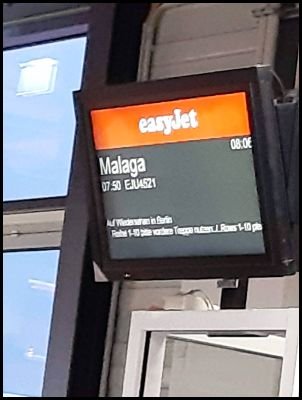 easyJet
08:06
Malaga
07:50 EJU4521
Auf Wiedersehen in Berlin
Reihe 1-10 bitte vordere Treppe nutzen. / Rows 1-10 ple